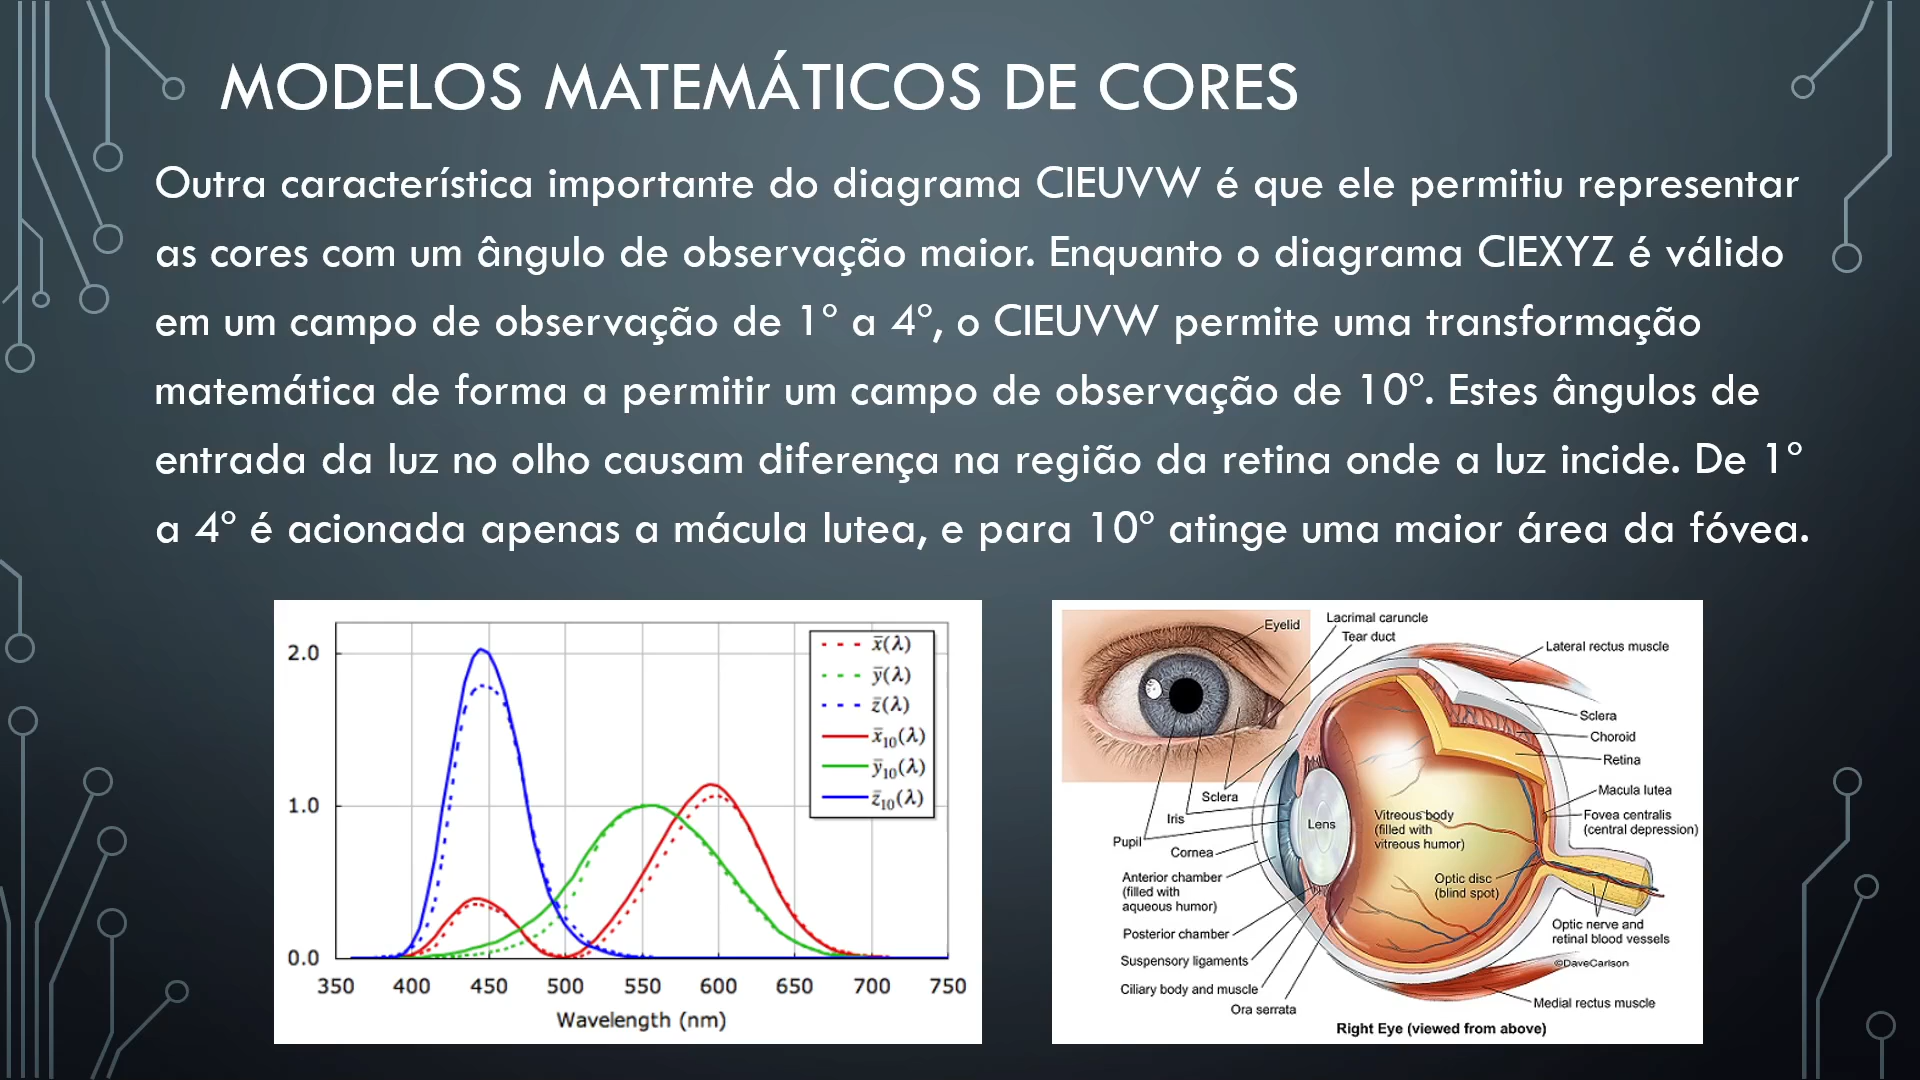 MODELOS MATEMÁTICOS DE CORES
Outra característica importante do diagrama CIEUVW é que ele permitiu representar
as cores com um ângulo de observação maior. Enquanto o diagrama CIEXYZ é válido
em um campo de observação de 1° a 4°, o CIEUVW permite uma transformação
matemática de forma a permitir um campo de observação de 10°. Estes ângulos de
entrada da luz no olho causam diferença na região da retina onde a luz incide. De 1°
a 4° é acionada apenas a mácula lutea, e para 10° atinge uma maior área da fóvea.
2.0
1.0
0.0
350 400 450 500 550 600 650 700 750
Wavelength (nm)
x̄(λ)
ȳ(λ)
z̄(λ)
x̄₁₀(λ)
ȳ₁₀(λ)
z̄₁₀(λ)
Eyelid
Lacrimal caruncle
Tear duct
Lateral rectus muscle
Sclera
Choroid
Retina
Macula lutea
Fovea centralis
(central depression)
Sclera
Iris
Pupil
Cornea
Lens
Vitreous body
(filled with
vitreous humor)
Anterior chamber
(filled with
aqueous humor)
Optic disc
(blind spot)
Posterior chamber
Suspensory ligaments
Ciliary body and muscle
Ora serrata
Optic nerve and
retinal blood vessels
©DaveCarlson
Medial rectus muscle
Right Eye (viewed from above)